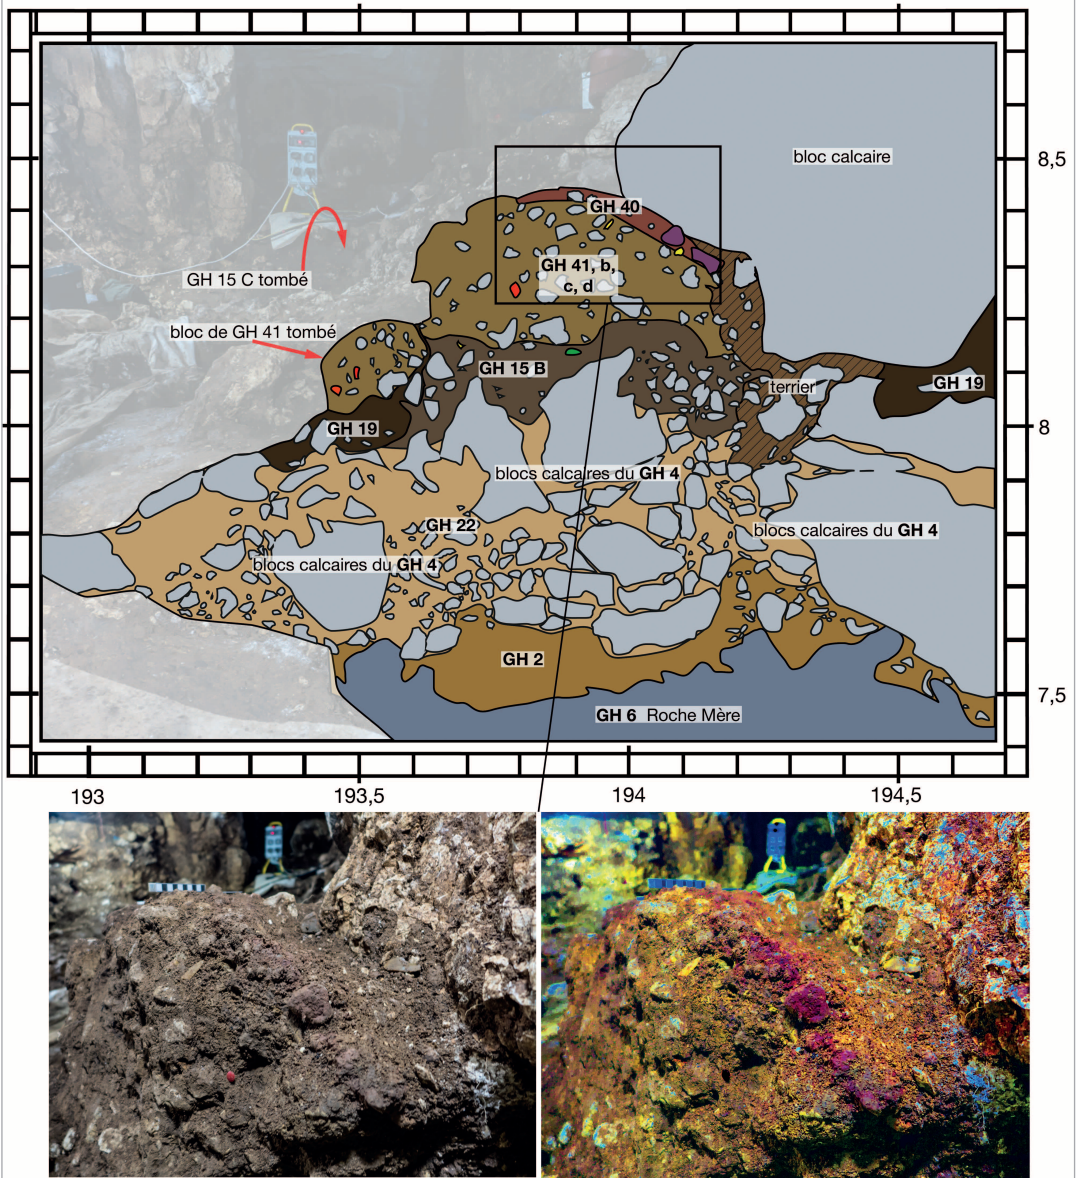 bloc calcaire
8,5
GH 40
GH 41, b,
c, d
GH 15 C tombé
bloc de GH 41 tombé
GH 15 B
terrier
GH 19
GH 19
8
blocs calcaires du GH 4
GH 22
blocs calcaires du GH 4
blocs calcaires du GH 4
GH 2
7,5
GH 6 Roche Mère
193
193,5
194
194,5